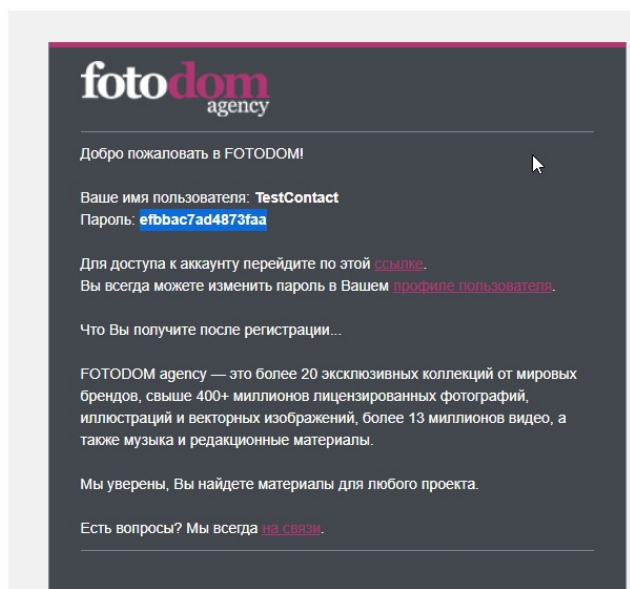 fotodom
agency
Добро пожаловать в FOTODOM!
Ваше имя пользователя: TestContact
Пароль: efbbac7ad4873faa
Для доступа к аккаунту перейдите по этой ссылке.
Вы всегда можете изменить пароль в Вашем профиле пользователя.
Что Вы получите после регистрации...
FOTODOM agency — это более 20 эксклюзивных коллекций от мировых
брендов, свыше 400+ миллионов лицензированных фотографий,
иллюстраций и векторных изображений, более 13 миллионов видео, а
также музыка и редакционные материалы.
Мы уверены, Вы найдете материалы для любого проекта.
Есть вопросы? Мы всегда на связи.